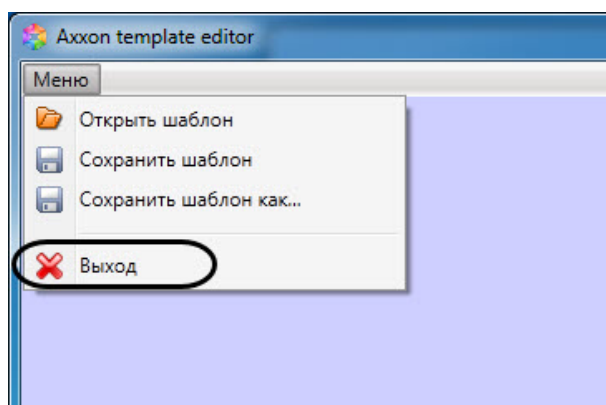 Axxon template editor
Меню
Открыть шаблон
Сохранить шаблон
Сохранить шаблон как...
Выход